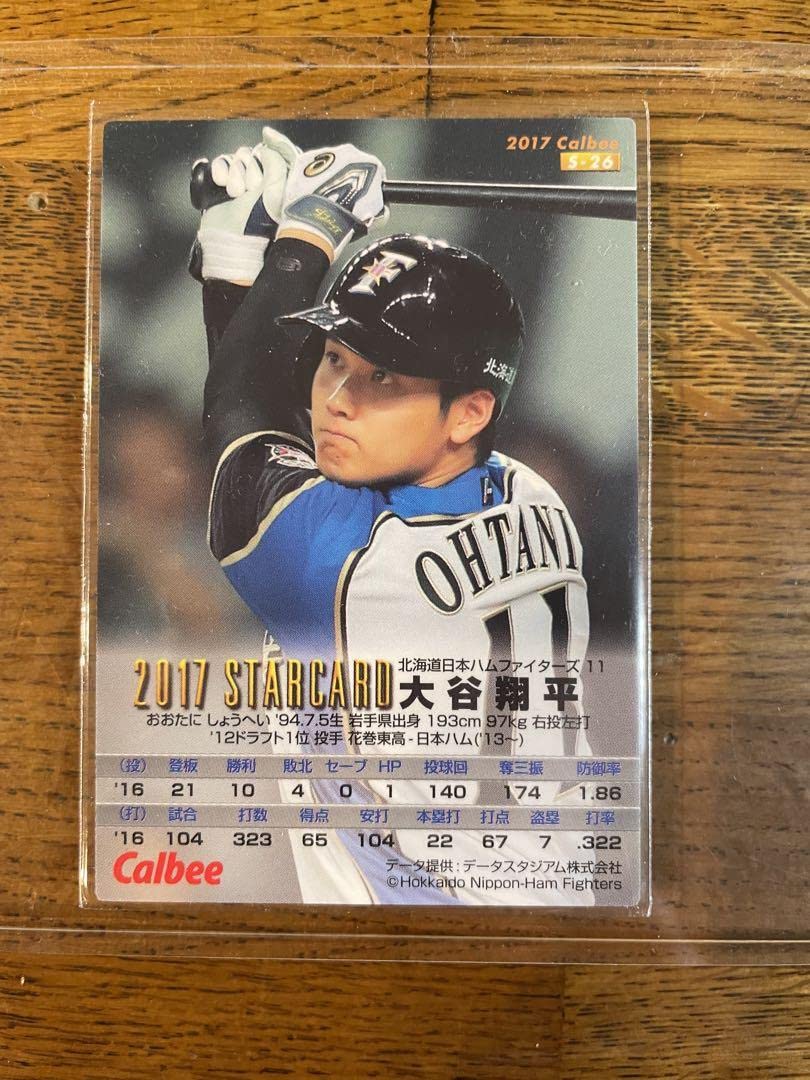 2017 Calbee
S-26
F
北海道
OHTANI
11
2017 STARCARD
北海道日本ハムファイターズ 11
大谷翔平
おおたに しょうへい '94.7.5生 岩手県出身 193cm 97kg 右投左打
'12ドラフト1位 投手 花巻東高-日本ハム('13~)
(投) 登板 勝利 敗北 セーブ HP 投球回 奪三振 防御率
'16 21 10 4 0 1 140 174 1.86
(打) 試合 打数 得点 安打 本塁打 打点 盗塁 打率
'16 104 323 65 104 22 67 7 .322
Calbee
データ提供:データスタジアム株式会社
©Hokkaido Nippon-Ham Fighters